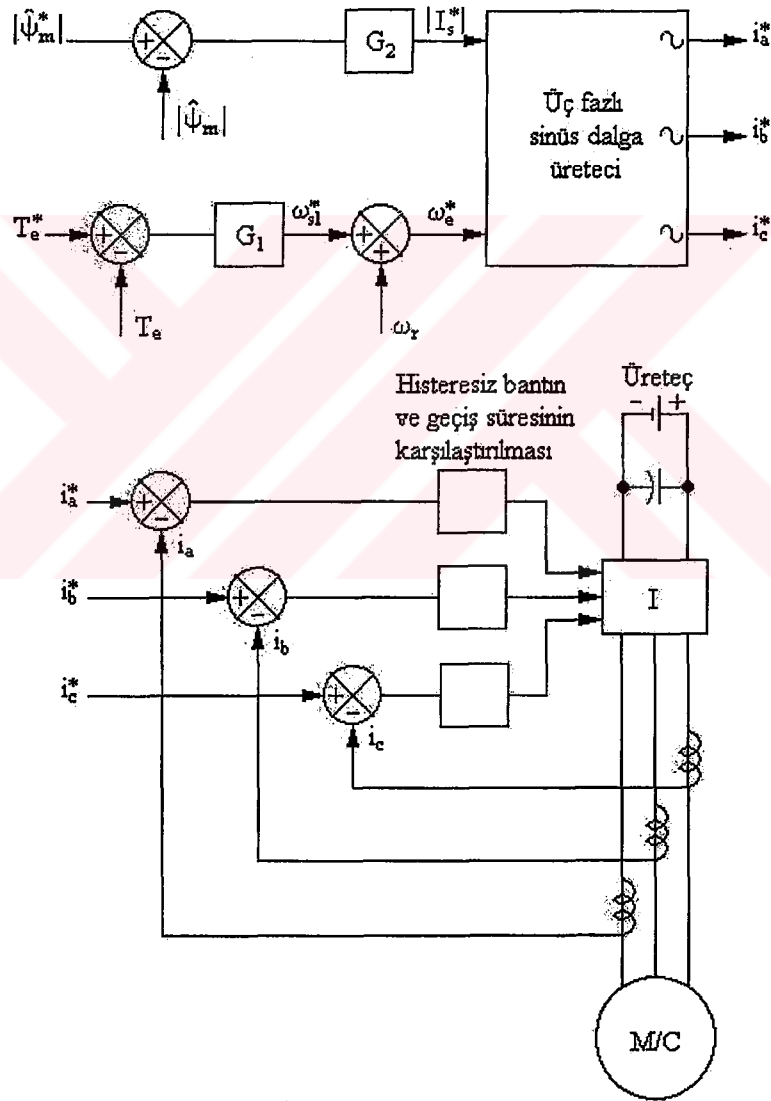 |ψ̂*m|
+
−
|ψ̂m|
G2
|I*s|
Üç fazlı
sinüs dalga
üreteci
i*a
i*b
i*c
T*e
+
−
Te
G1
ω*sl
+
+
ωr
ω*e
Histeresiz bantın
ve geçiş süresinin
karşılaştırılması
Üreteç
− +
i*a
+
−
ia
i*b
+
−
ib
I
i*c
+
−
ic
M/C